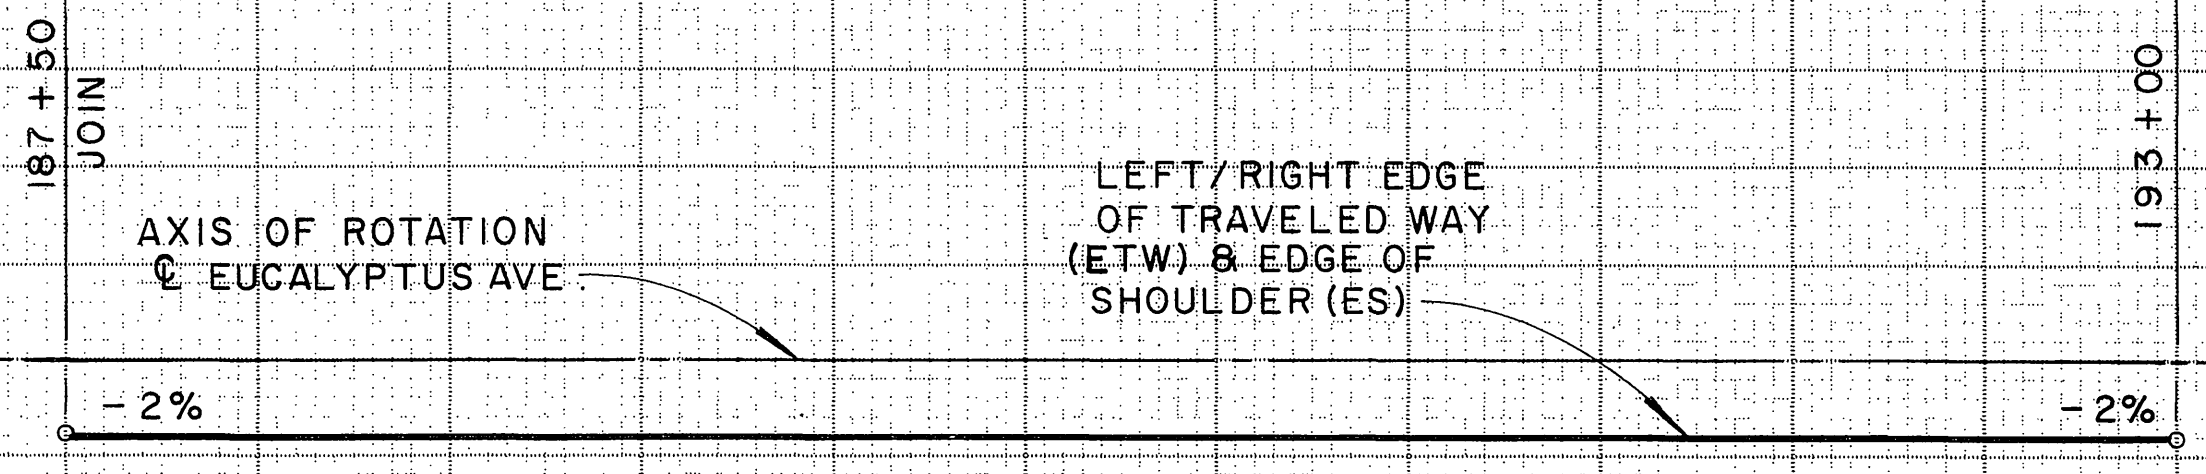 187 + 50
JOIN
AXIS OF ROTATION
℄ EUCALYPTUS AVE.
LEFT/RIGHT EDGE
OF TRAVELED WAY
(ETW) & EDGE OF
SHOULDER (ES)
193 + 00
-2%
-2%